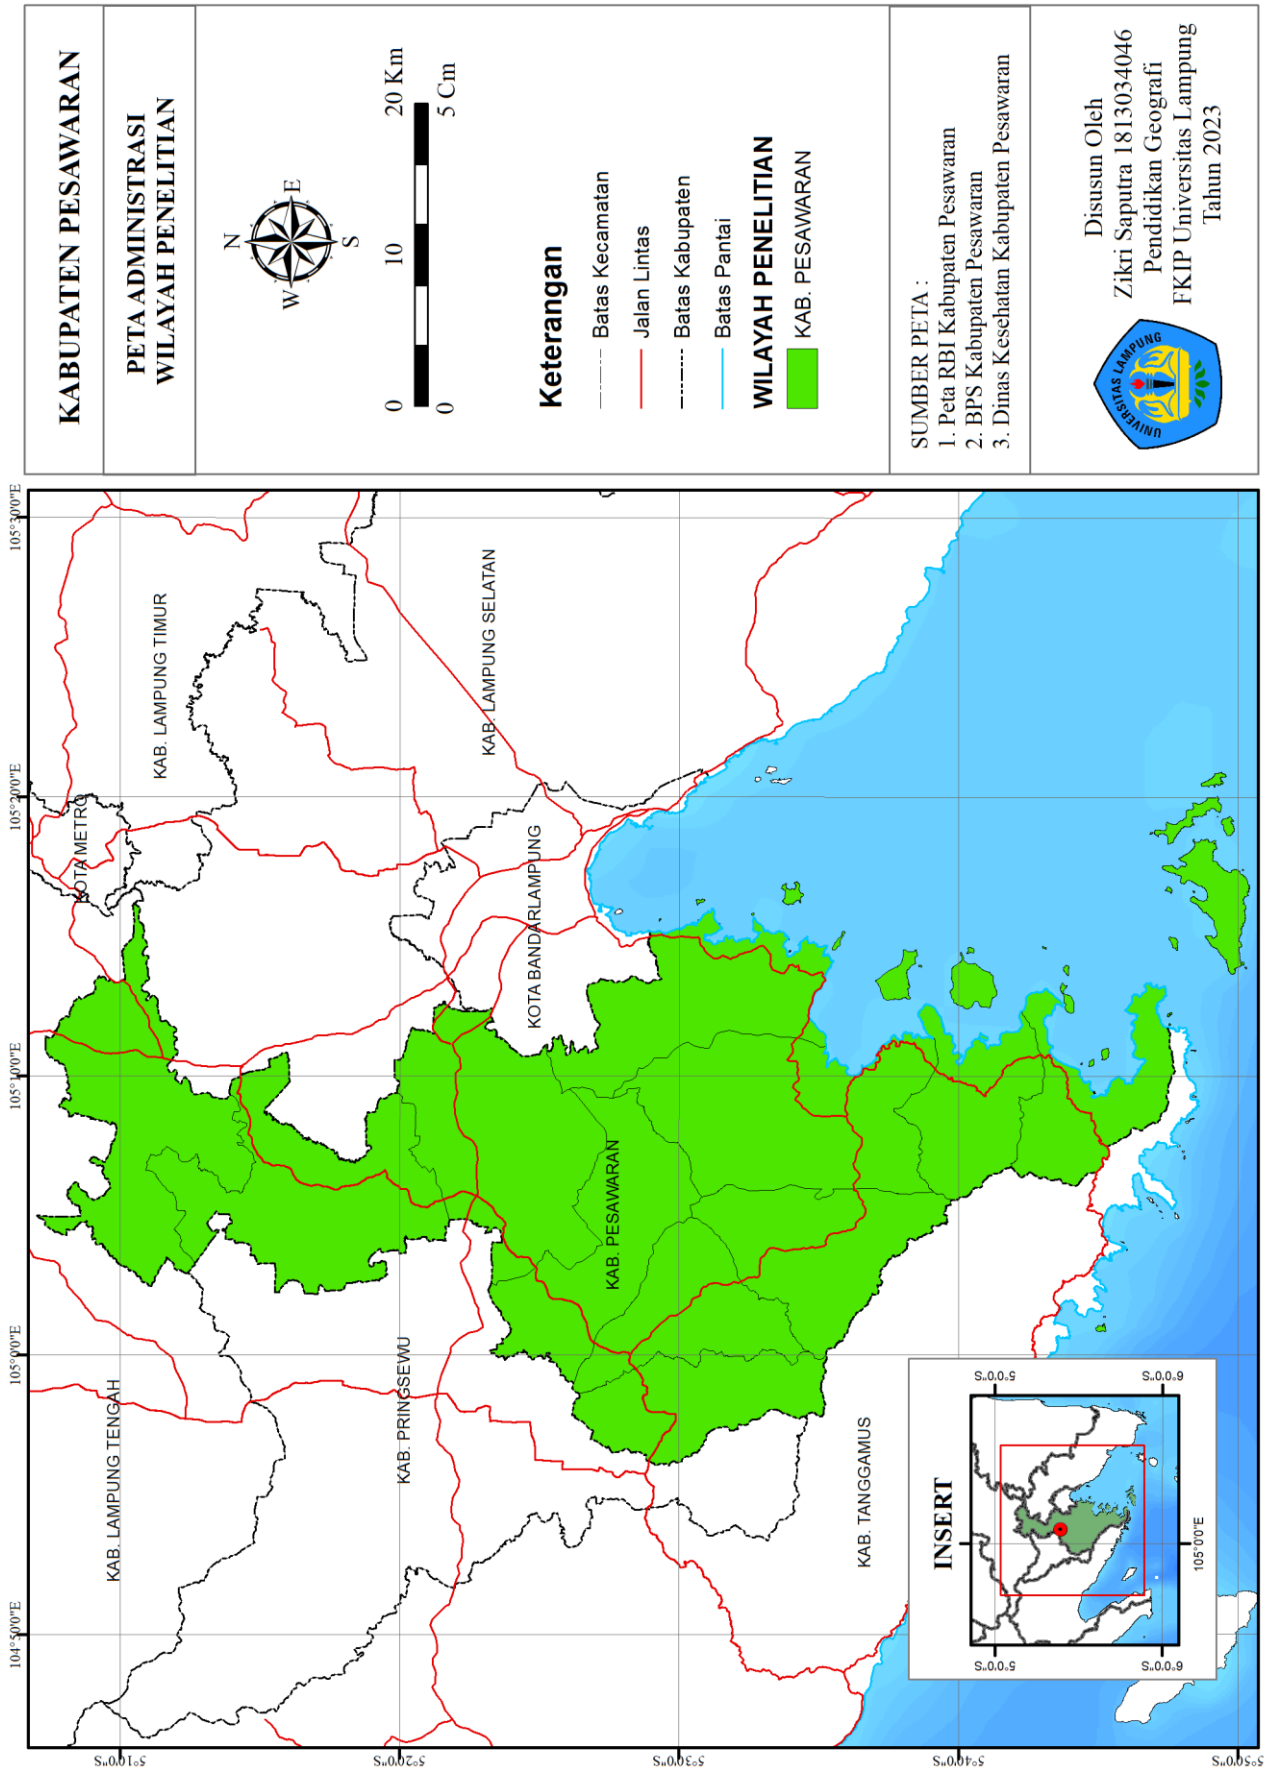 KABUPATEN PESAWARAN
PETA ADMINISTRASI
WILAYAH PENELITIAN
N
W
E
S
0 10 20 Km
0 5 Cm
Keterangan
Batas Kecamatan
Jalan Lintas
Batas Kabupaten
Batas Pantai
WILAYAH PENELITIAN
KAB. PESAWARAN
SUMBER PETA :
1. Peta RBI Kabupaten Pesawaran
2. BPS Kabupaten Pesawaran
3. Dinas Kesehatan Kabupaten Pesawaran
UNIVERSITAS LAMPUNG
Disusun Oleh
Zikri Saputra 1813034046
Pendidikan Geografi
FKIP Universitas Lampung
Tahun 2023
104°50'0"E 105°0'0"E 105°10'0"E 105°20'0"E 105°30'0"E
5°10'0"S
5°20'0"S
5°30'0"S
5°40'0"S
5°50'0"S
KOTA METRO
KAB. LAMPUNG TENGAH
KAB. LAMPUNG TIMUR
KAB. PRINGSEWU
KAB. LAMPUNG SELATAN
KOTA BANDARLAMPUNG
KAB. PESAWARAN
KAB. TANGGAMUS
INSERT
5°0'0"S 5°0'0"S
6°0'0"S 6°0'0"S
105°0'0"E